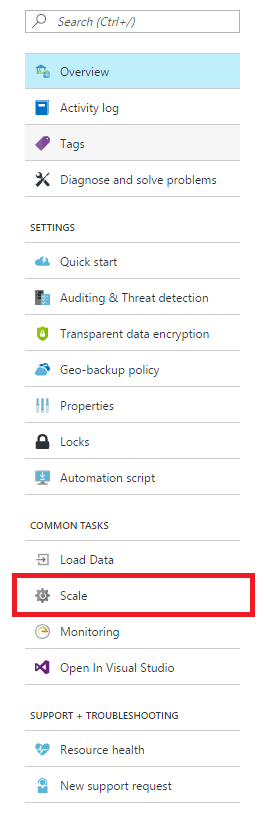 Search (Ctrl+/)
Overview
Activity log
Tags
Diagnose and solve problems
SETTINGS
Quick start
Auditing & Threat detection
Transparent data encryption
Geo-backup policy
Properties
Locks
Automation script
COMMON TASKS
Load Data
Scale
Monitoring
Open In Visual Studio
SUPPORT + TROUBLESHOOTING
Resource health
New support request